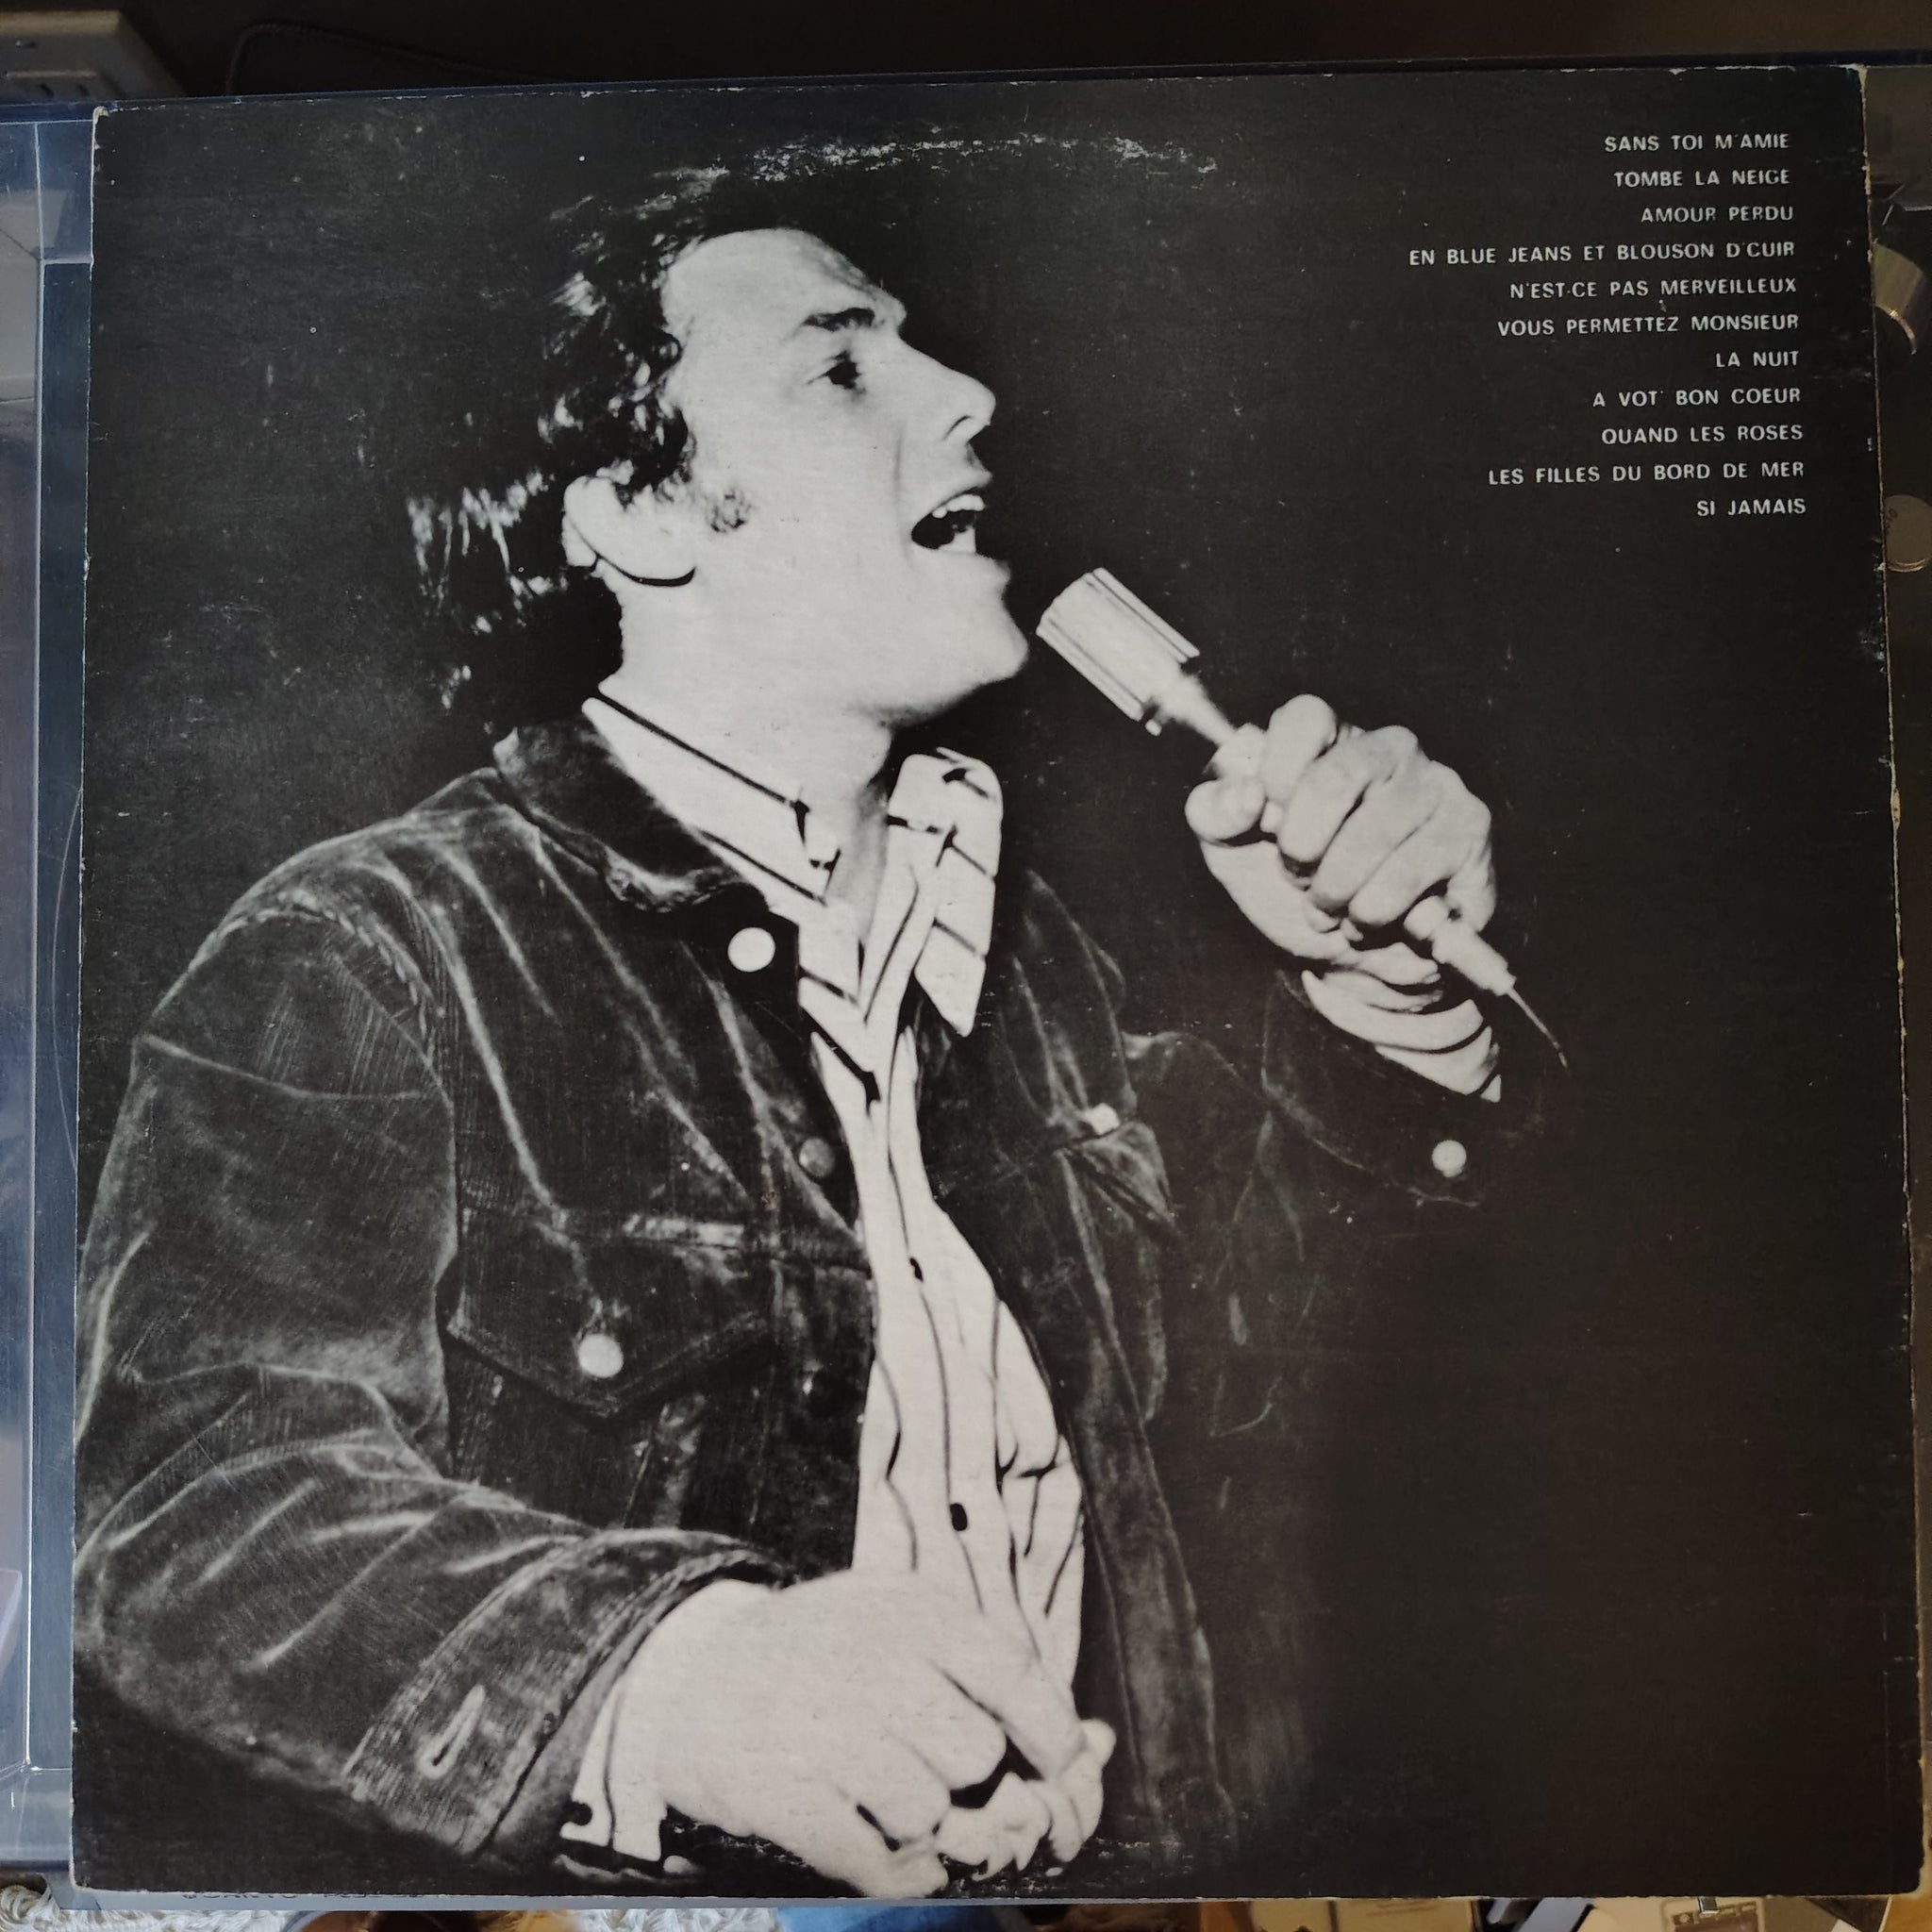 SANS TOI M'AMIE
TOMBE LA NEIGE
AMOUR PERDU
EN BLUE JEANS ET BLOUSON D'CUIR
N'EST-CE PAS MERVEILLEUX
VOUS PERMETTEZ MONSIEUR
LA NUIT
A VOT' BON COEUR
QUAND LES ROSES
LES FILLES DU BORD DE MER
SI JAMAIS